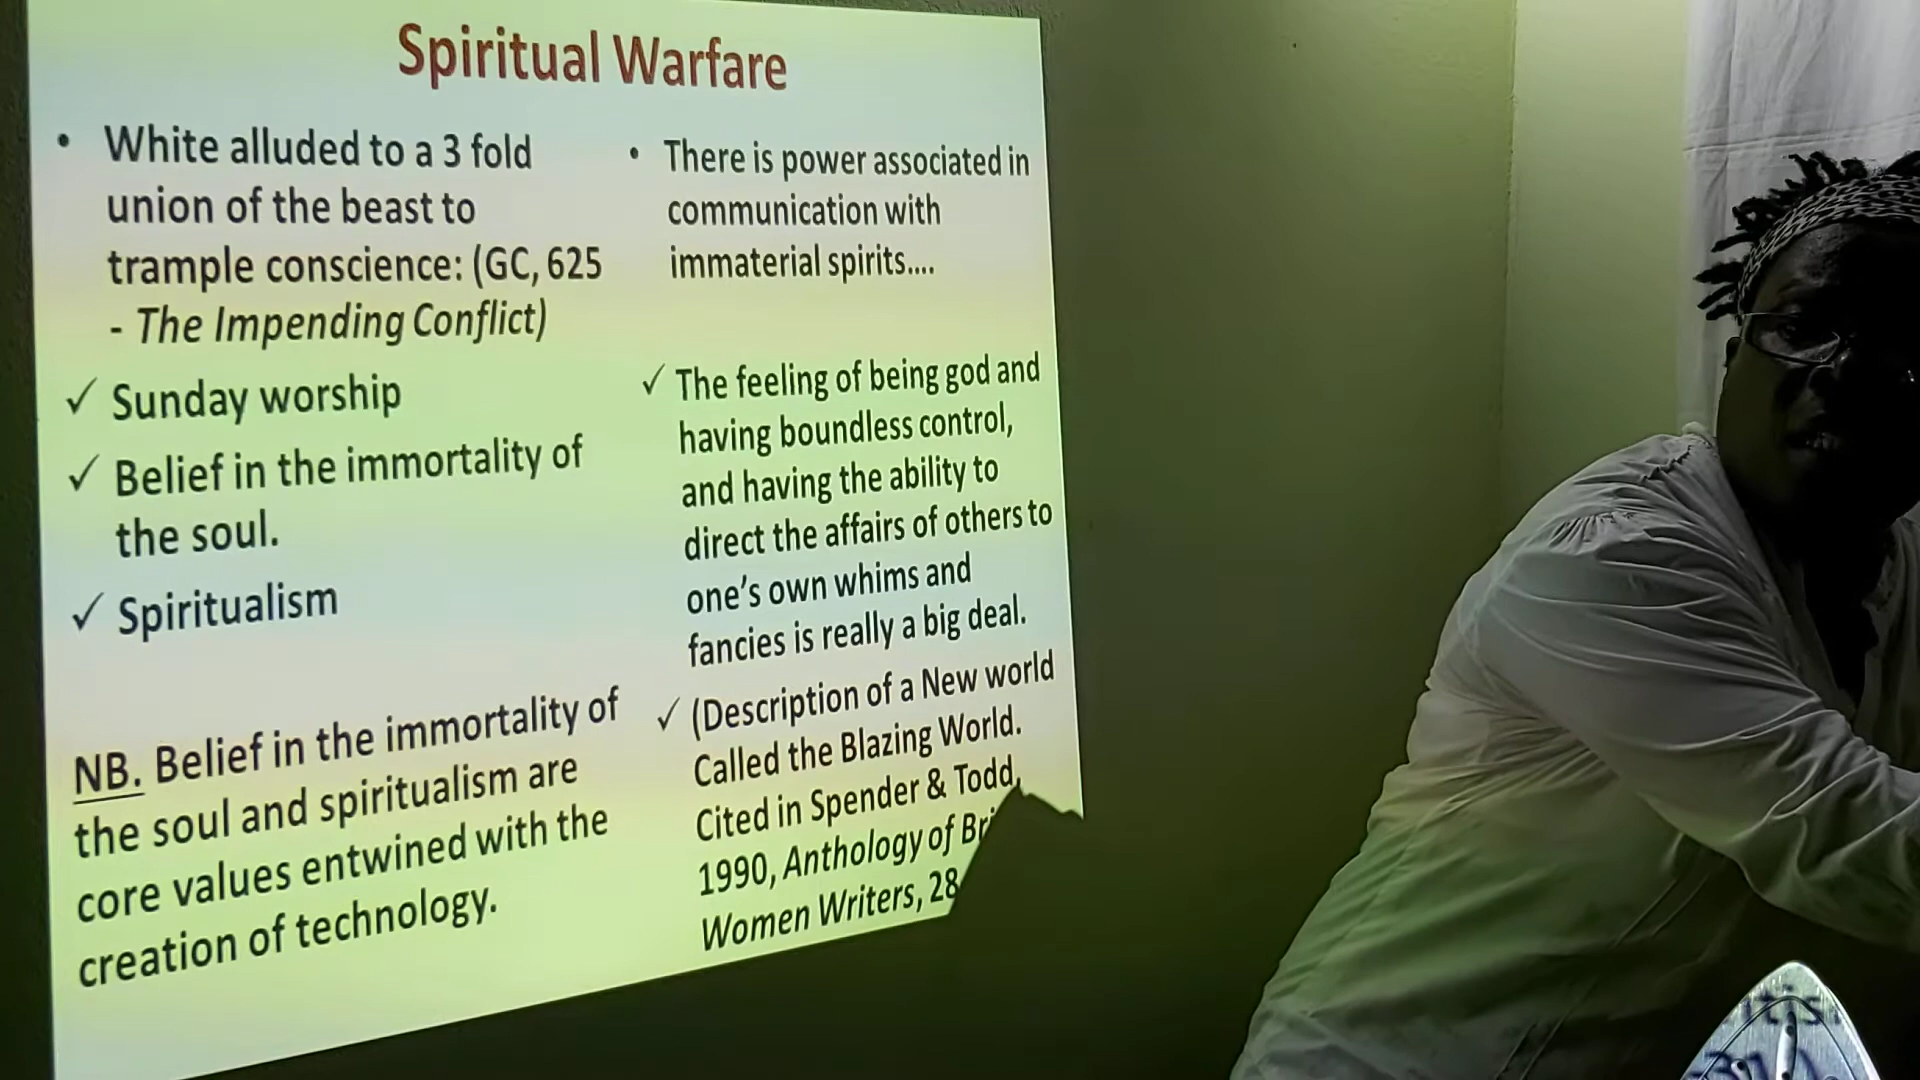 Spiritual Warfare
• White alluded to a 3 fold
union of the beast to
trample conscience: (GC, 625
- The Impending Conflict)
✓ Sunday worship
✓ Belief in the immortality of
the soul.
✓ Spiritualism
NB. Belief in the immortality of
the soul and spiritualism are
core values entwined with the
creation of technology.
• There is power associated in
communication with
immaterial spirits....
✓ The feeling of being god and
having boundless control,
and having the ability to
direct the affairs of others to
one's own whims and
fancies is really a big deal.
✓ (Description of a New world
Called the Blazing World.
Cited in Spender & Todd,
1990, Anthology of
Women Writers, 28